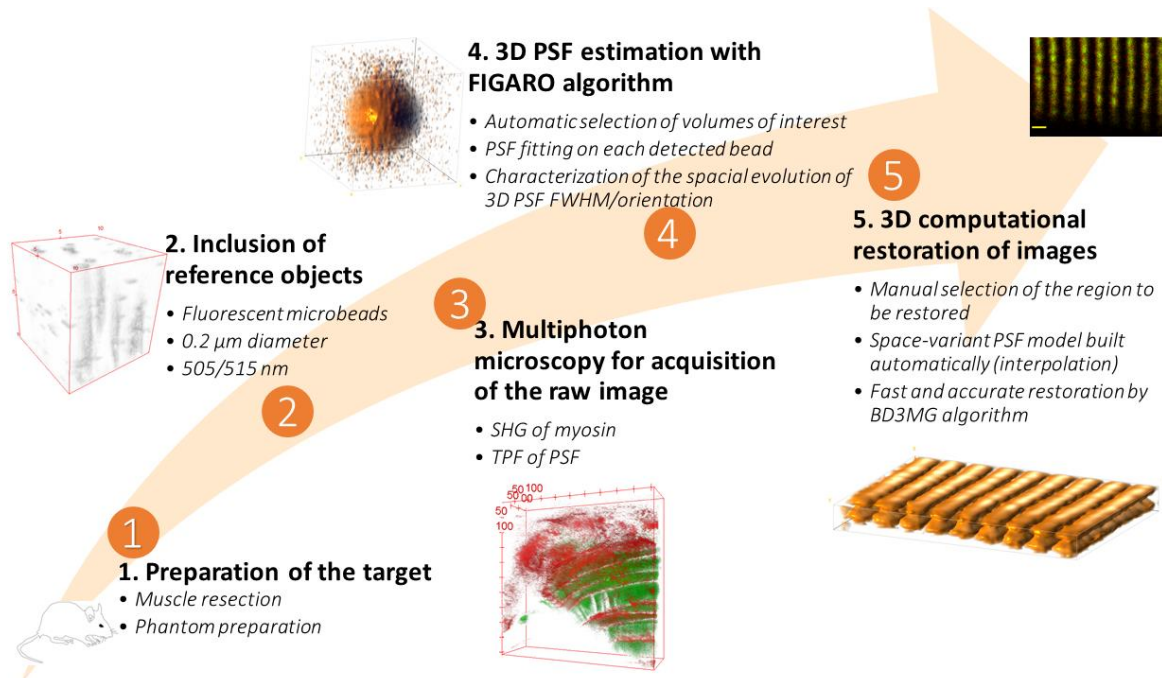 1
1. Preparation of the target
• Muscle resection
• Phantom preparation
2
2. Inclusion of
reference objects
• Fluorescent microbeads
• 0.2 µm diameter
• 505/515 nm
3
3. Multiphoton
microscopy for acquisition
of the raw image
• SHG of myosin
• TPF of PSF
50 100
50 00
50
100
4
4. 3D PSF estimation with
FIGARO algorithm
• Automatic selection of volumes of interest
• PSF fitting on each detected bead
• Characterization of the spacial evolution of
3D PSF FWHM/orientation
5
5. 3D computational
restoration of images
• Manual selection of the region to
be restored
• Space-variant PSF model built
automatically (interpolation)
• Fast and accurate restoration by
BD3MG algorithm